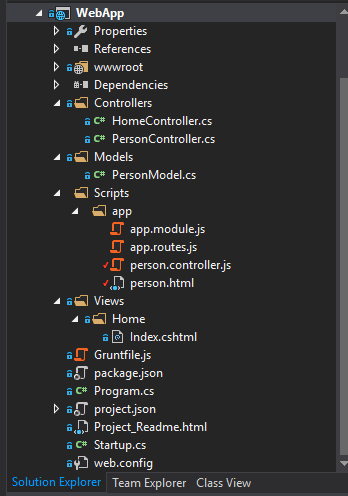 WebApp
Properties
References
wwwroot
Dependencies
Controllers
C# HomeController.cs
C# PersonController.cs
Models
C# PersonModel.cs
Scripts
app
app.module.js
app.routes.js
person.controller.js
person.html
Views
Home
Index.cshtml
Gruntfile.js
package.json
C# Program.cs
project.json
Project_Readme.html
C# Startup.cs
web.config
Solution Explorer Team Explorer Class View